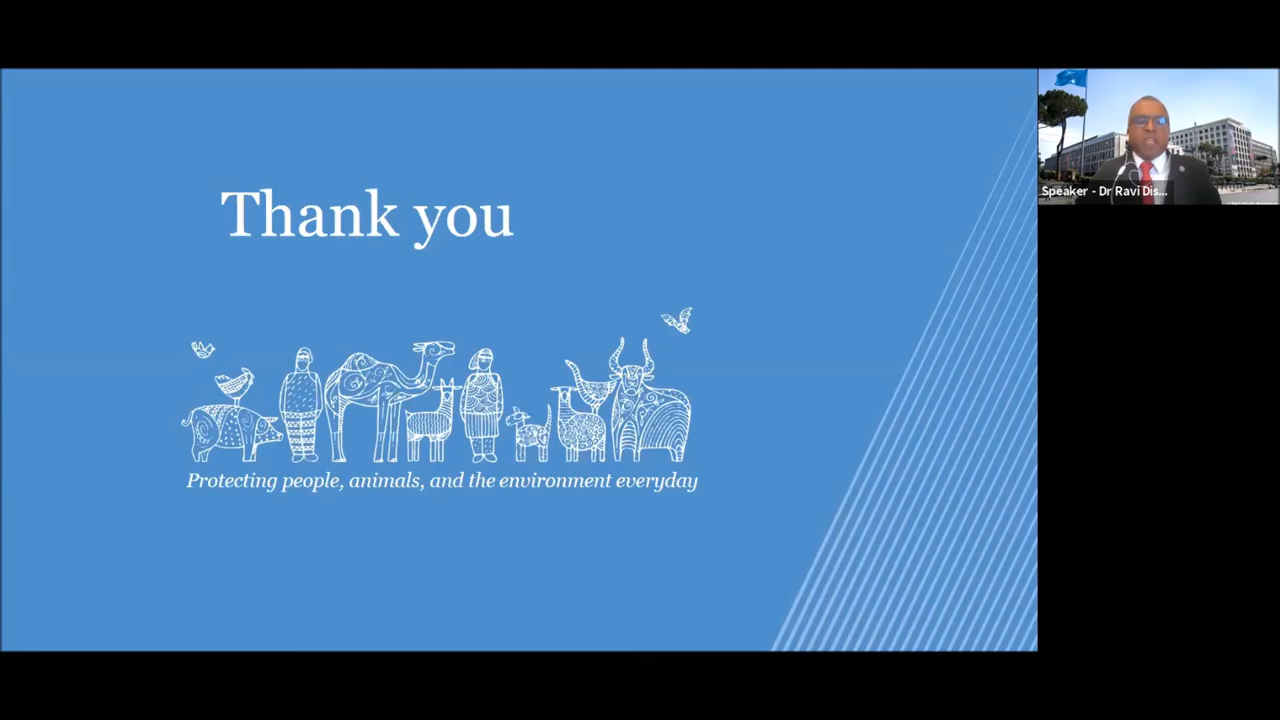 Thank you
Protecting people, animals, and the environment everyday
Speaker - Dr Ravi Dis...